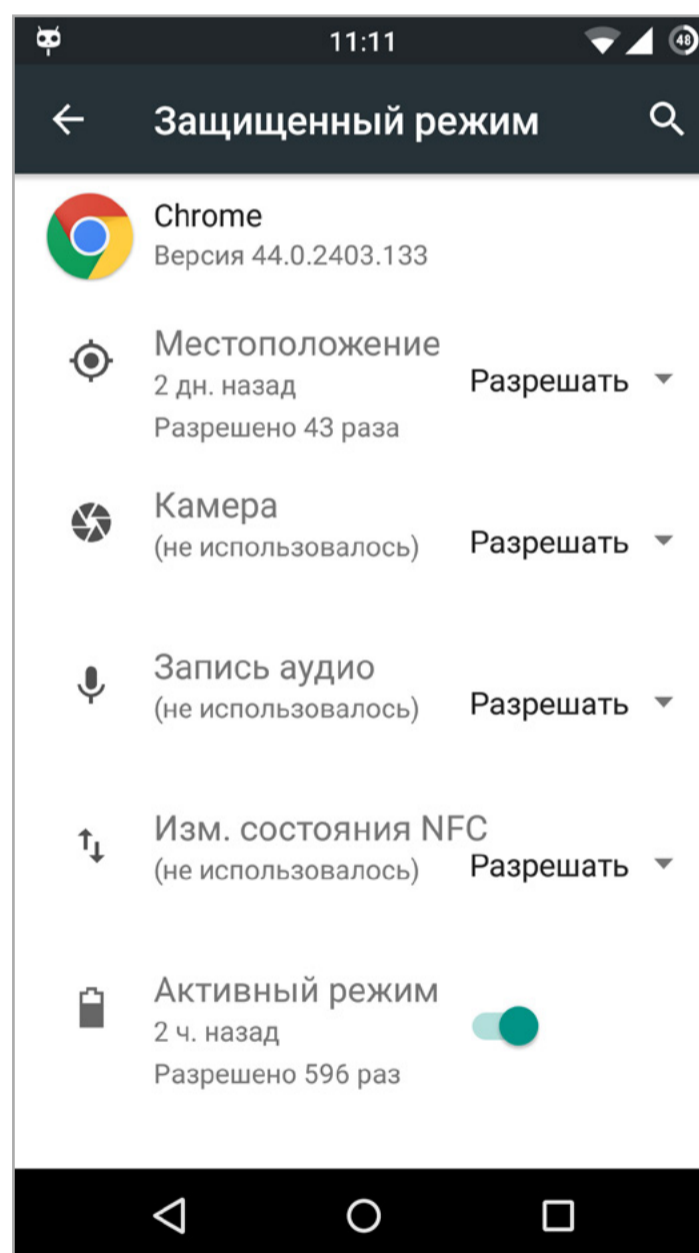 11:11
48
Защищенный режим
Chrome
Версия 44.0.2403.133
Местоположение
2 дн. назад
Разрешать
Разрешено 43 раза
Камера
(не использовалось)
Разрешать
Запись аудио
(не использовалось)
Разрешать
Изм. состояния NFC
(не использовалось)
Разрешать
Активный режим
2 ч. назад
Разрешено 596 раз